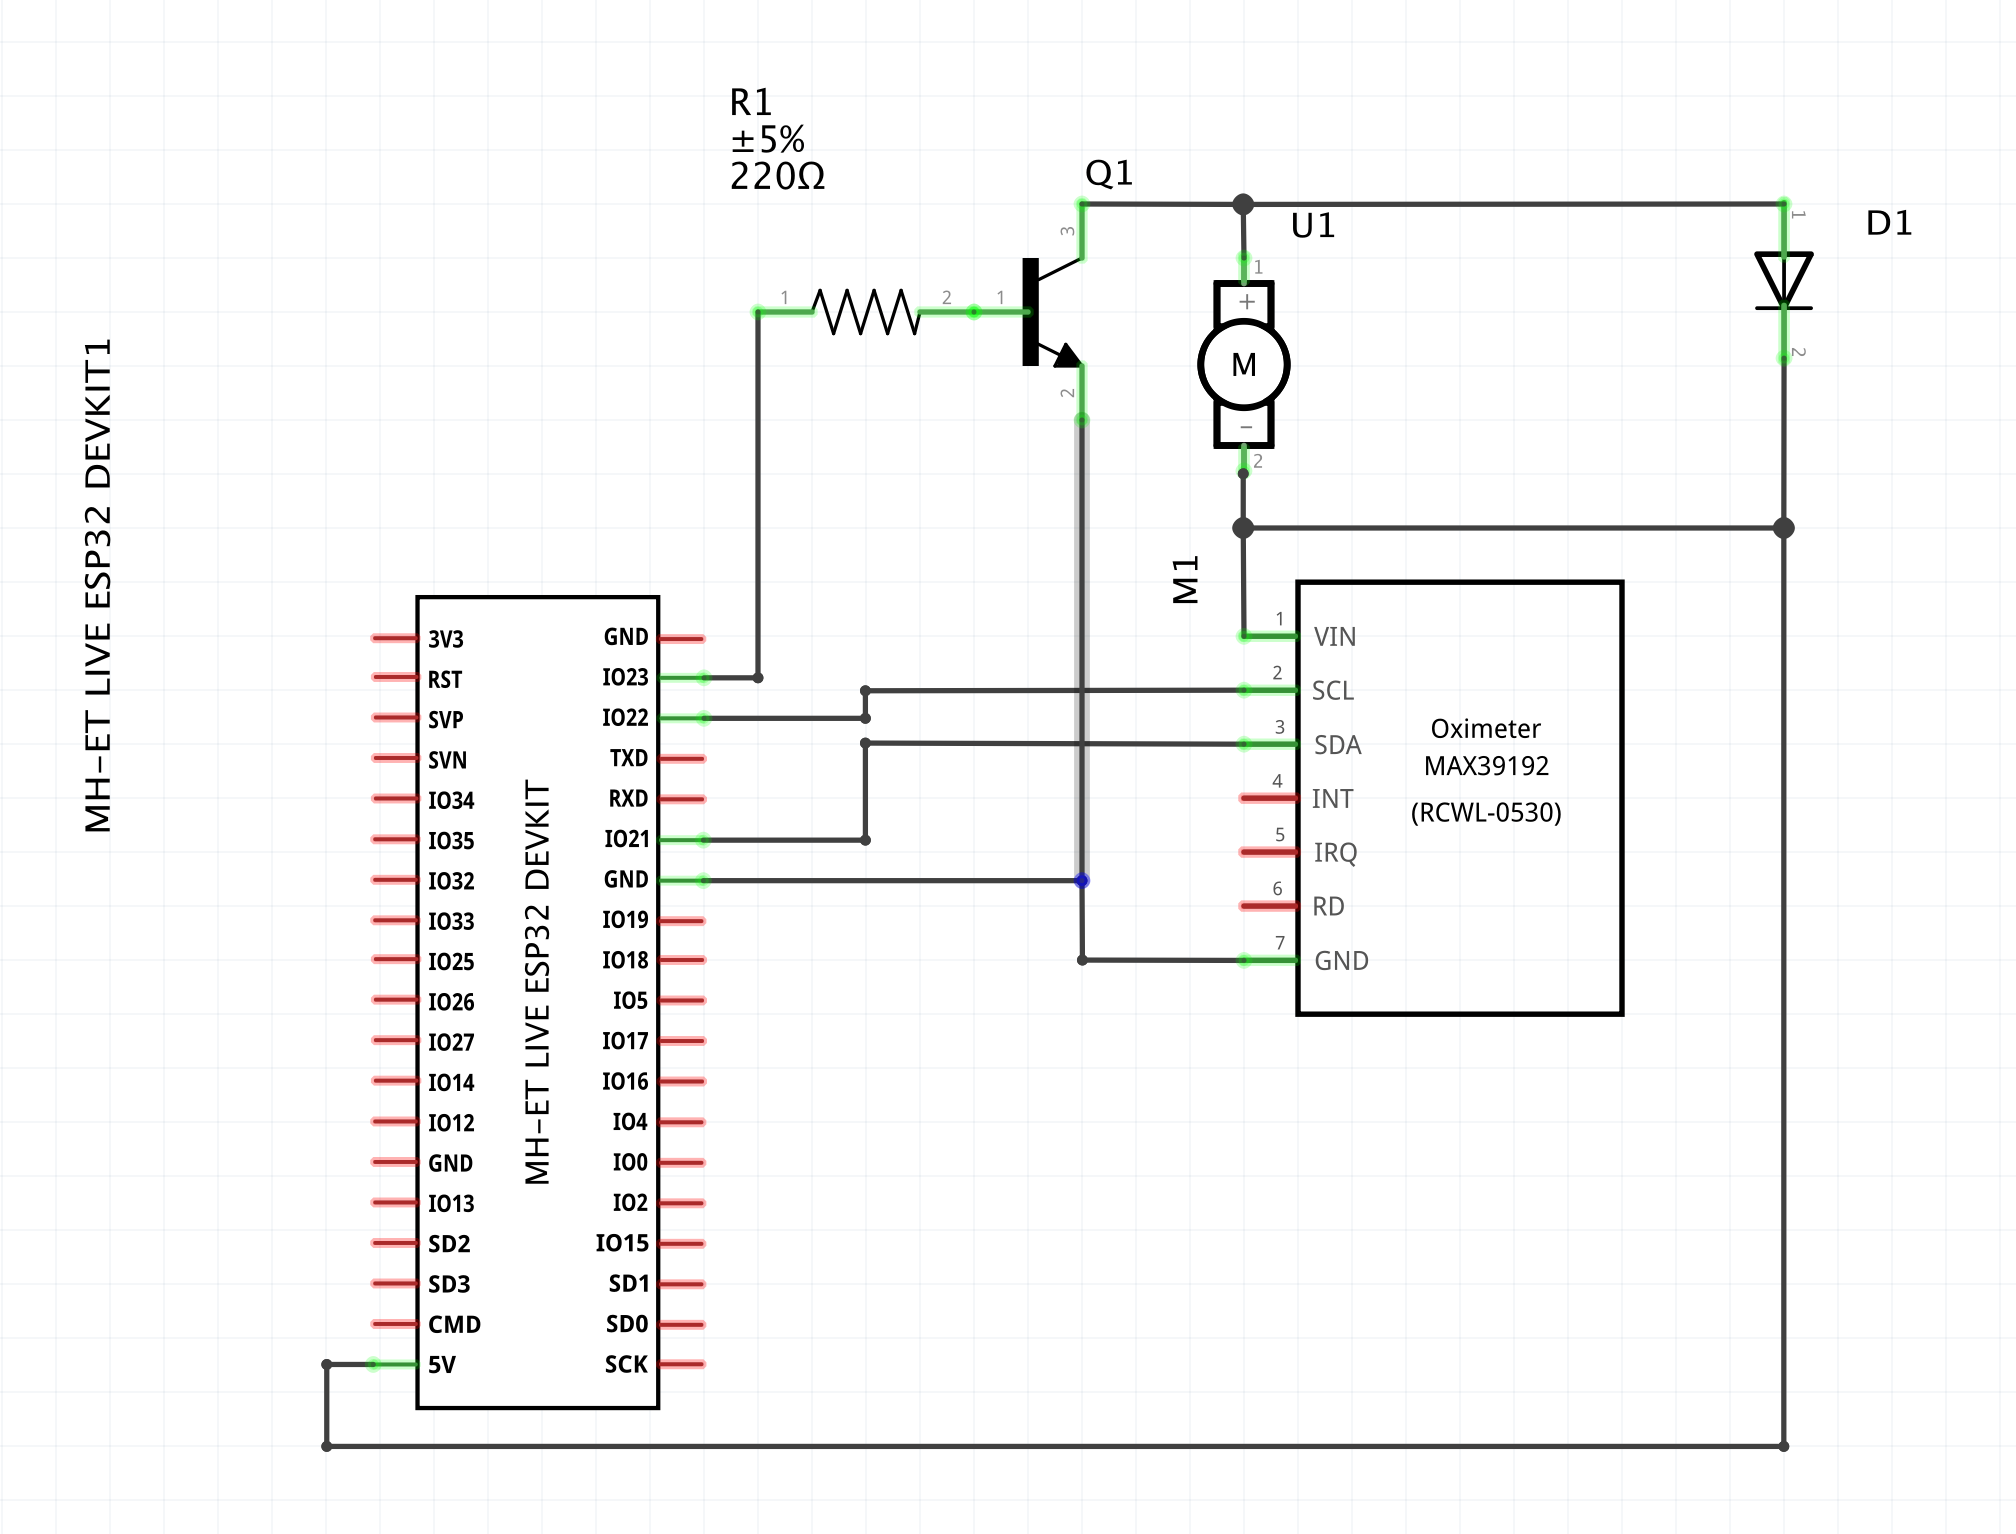 R1
±5%
220Ω
Q1
U1
D1
3
1
1
2
1
1
+
M
-
2
2
2
MH-ET LIVE ESP32 DEVKIT1
M1
3V3
RST
SVP
SVN
IO34
IO35
IO32
IO33
IO25
IO26
IO27
IO14
IO12
GND
IO13
SD2
SD3
CMD
5V
MH-ET LIVE ESP32 DEVKIT
GND
IO23
IO22
TXD
RXD
IO21
GND
IO19
IO18
IO5
IO17
IO16
IO4
IO0
IO2
IO15
SD1
SD0
SCK
1 VIN
2 SCL
3 SDA
4 INT
5 IRQ
6 RD
7 GND
Oximeter
MAX39192
(RCWL-0530)